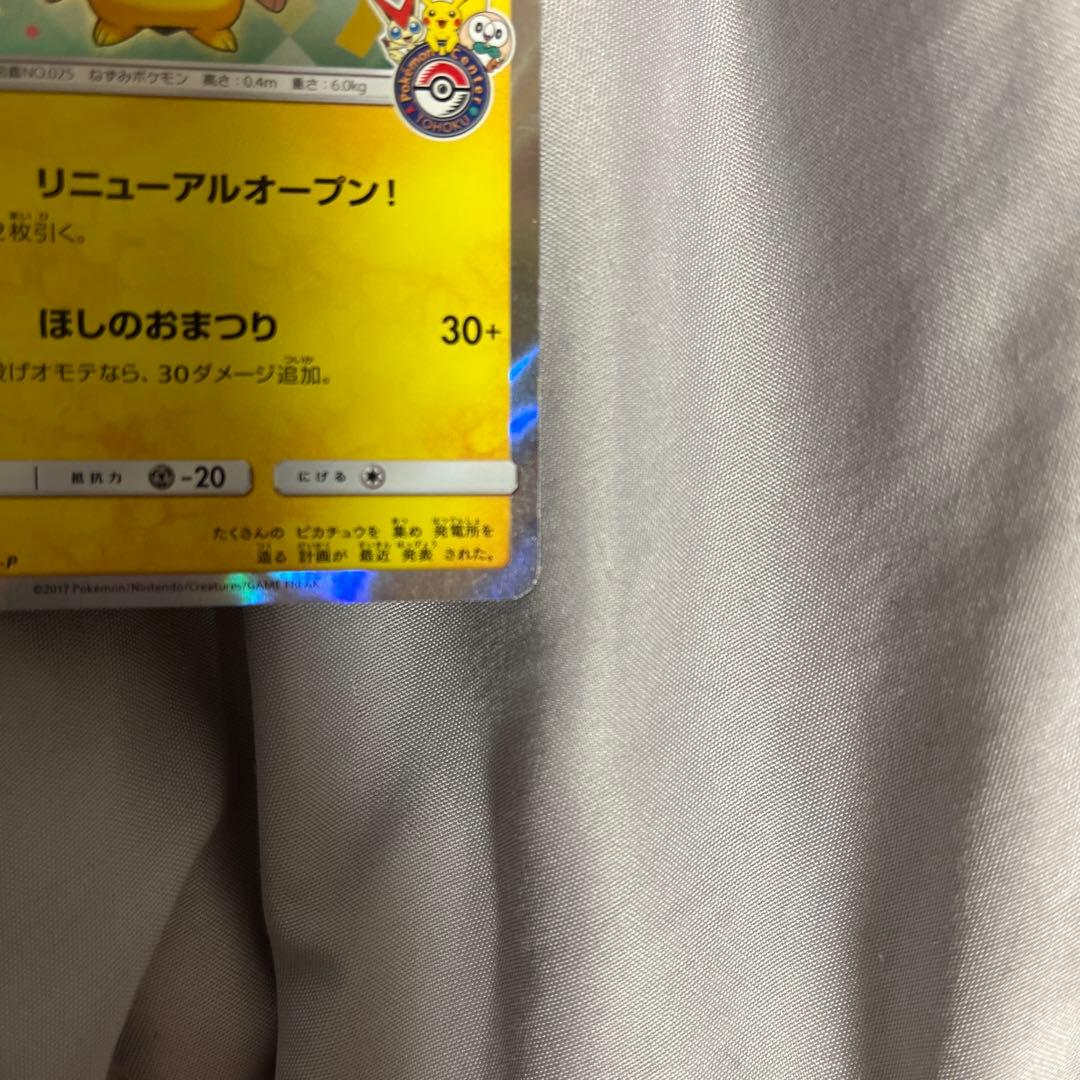 図鑑NO.025 ねずみポケモン 高さ:0.4m 重さ:6.0kg
Pokémon Center
TOHOKU
リニューアルオープン!
2枚引く。
ほしのおまつり 30+
投げオモテなら、30ダメージ追加。
抵抗力 -20 にげる
たくさんの ピカチュウを 集め 発電所を
造る 計画が 最近 発表 された。
-P
©2017 Pokémon/Nintendo/Creatures/GAME FREAK